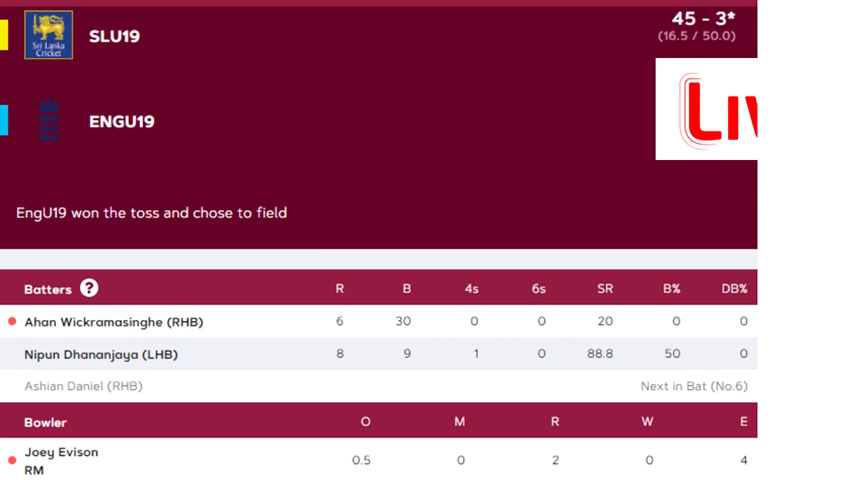 SLU19
45 - 3*
(16.5 / 50.0)
Sri Lanka
Cricket
ENGU19
EngU19 won the toss and chose to field
Batters ? R B 4s 6s SR B% DB%
Ahan Wickramasinghe (RHB) 6 30 0 0 20 0 0
Nipun Dhananjaya (LHB) 8 9 1 0 88.8 50 0
Ashian Daniel (RHB) Next in Bat (No.6)
Bowler O M R W E
Joey Evison
RM
0.5 0 2 0 4